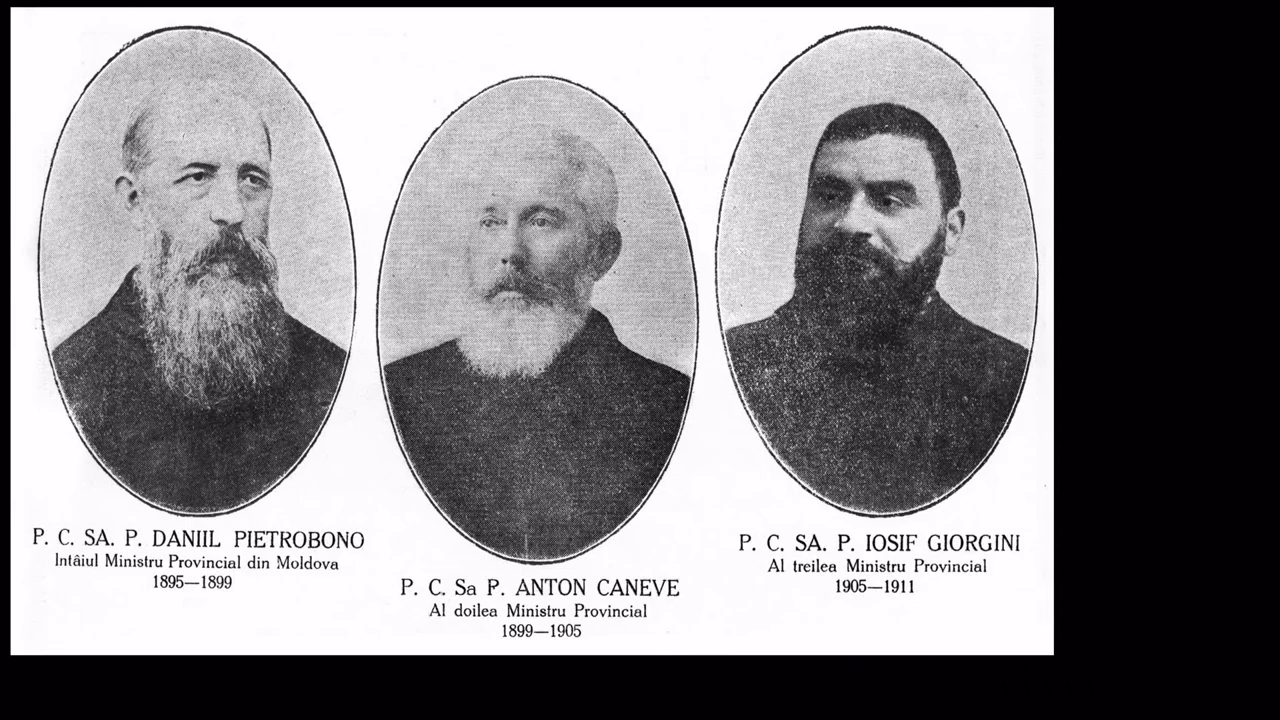 P. C. SA. P. DANIIL PIETROBONO
Intâiul Ministru Provincial din Moldova
1895—1899
P. C. Sa P. ANTON CANEVE
Al doilea Ministru Provincial
1899—1905
P. C. SA. P. IOSIF GIORGINI
Al treilea Ministru Provincial
1905—1911